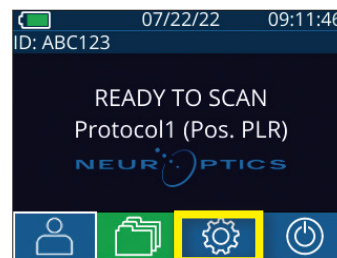 07/22/22 09:11:46
ID: ABC123
READY TO SCAN
Protocol1 (Pos. PLR)
NEUROPTICS